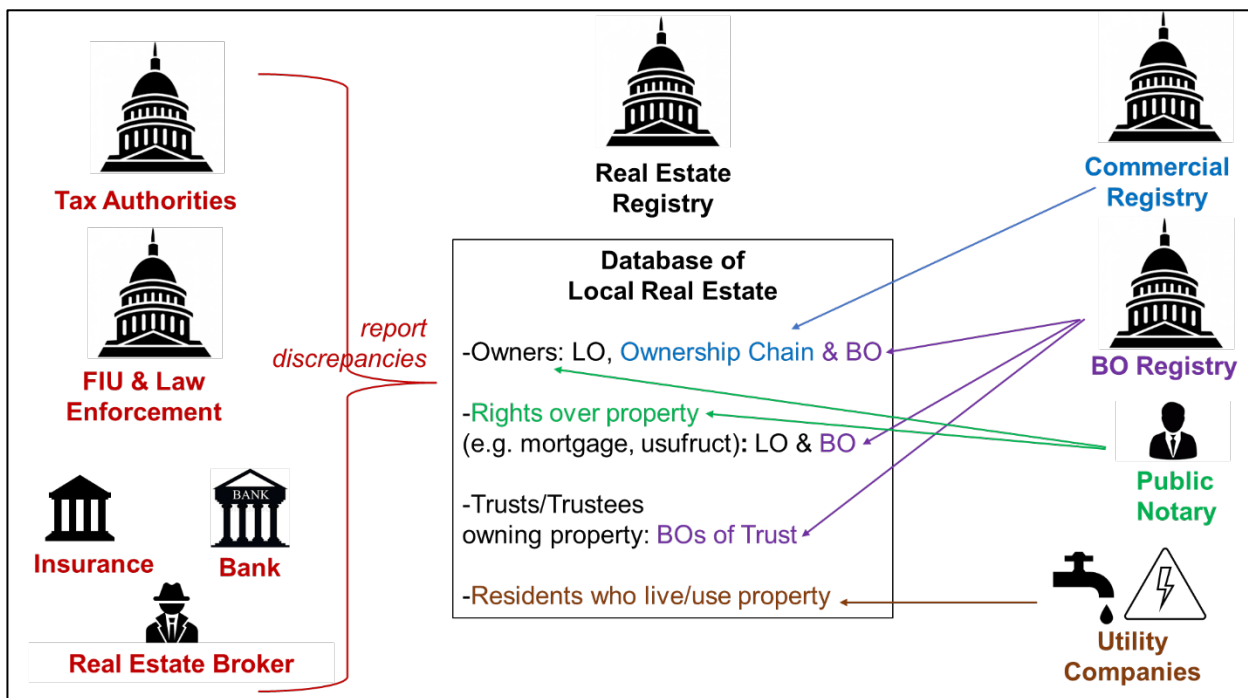 Tax Authorities
FIU & Law
Enforcement
Insurance
BANK
Bank
Real Estate Broker
report
discrepancies
Real Estate
Registry
Database of
Local Real Estate
-Owners: LO, Ownership Chain & BO
-Rights over property
(e.g. mortgage, usufruct): LO & BO
-Trusts/Trustees
owning property: BOs of Trust
-Residents who live/use property
Commercial
Registry
BO Registry
Public
Notary
Utility
Companies